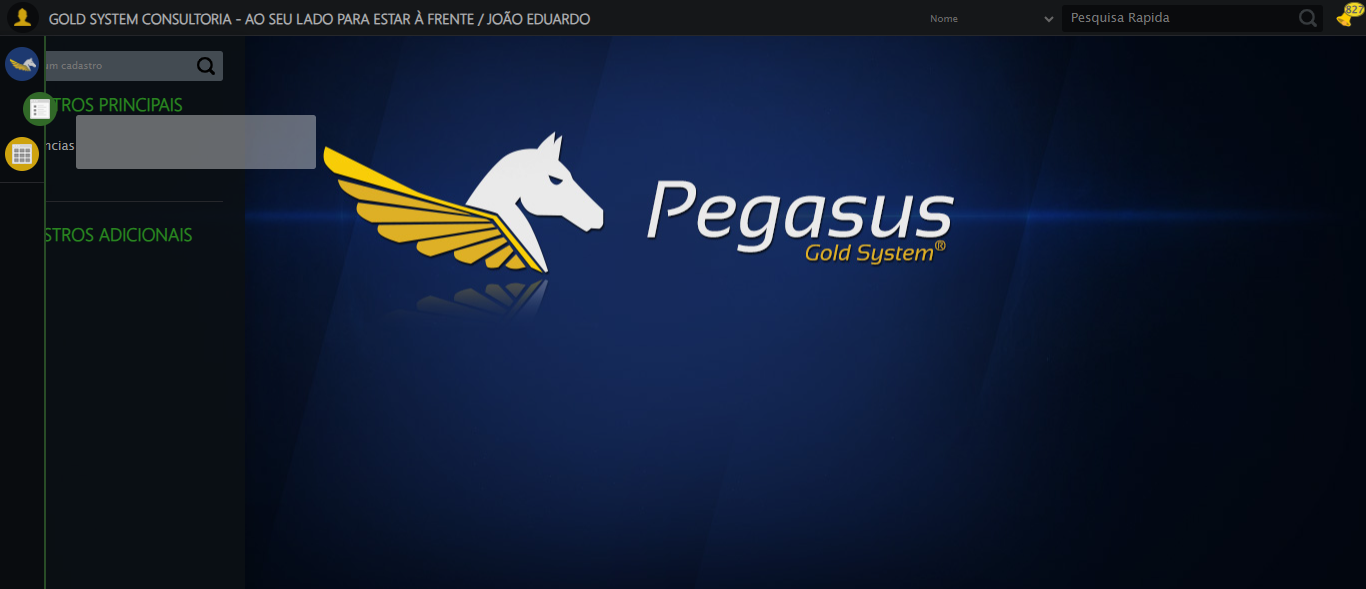 GOLD SYSTEM CONSULTORIA - AO SEU LADO PARA ESTAR À FRENTE / JOÃO EDUARDO
Nome
Pesquisa Rapida
827
um cadastro
TROS PRINCIPAIS
ncias
STROS ADICIONAIS
Pegasus
Gold System®